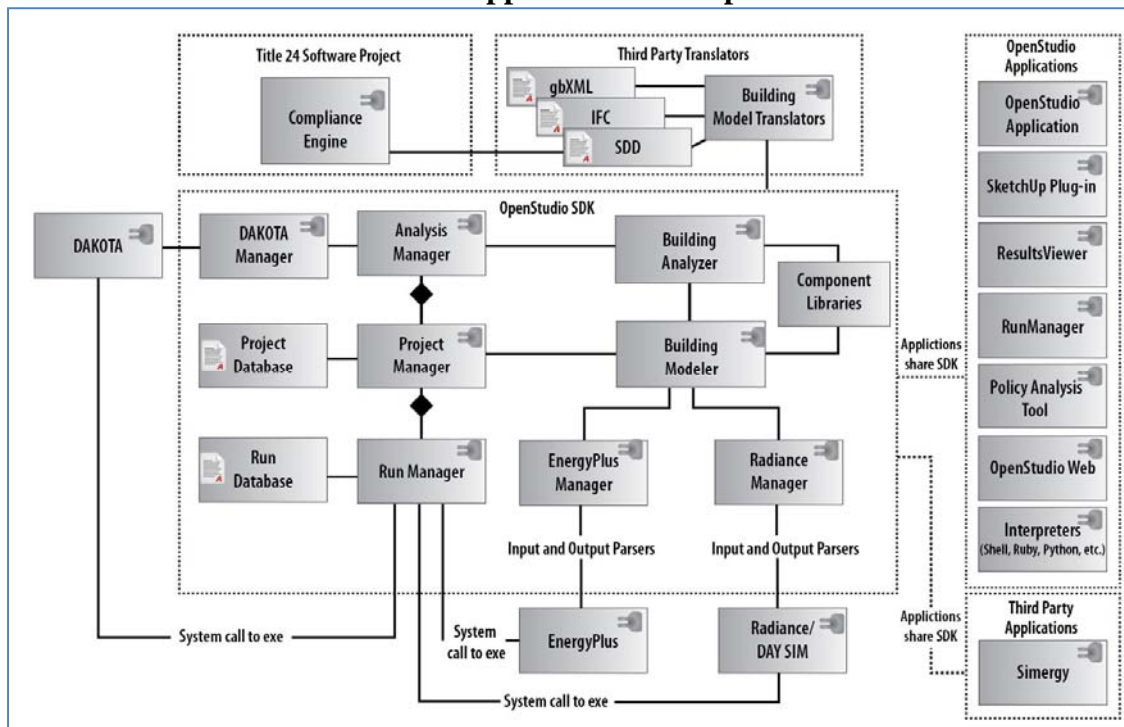 Title 24 Software Project
Compliance
Engine
Third Party Translators
gbXML
IFC
SDD
Building
Model Translators
OpenStudio
Applications
OpenStudio
Application
SketchUp Plug-in
ResultsViewer
RunManager
Policy Analysis
Tool
OpenStudio Web
Interpreters
(Shell, Ruby, Python, etc.)
OpenStudio SDK
DAKOTA
DAKOTA
Manager
Analysis
Manager
Building
Analyzer
Component
Libraries
Project
Database
Project
Manager
Building
Modeler
Applictions
share SDK
Run
Database
Run Manager
EnergyPlus
Manager
Radiance
Manager
Input and Output Parsers
Input and Output Parsers
System call to exe
System
call to exe
EnergyPlus
Radiance/
DAY SIM
System call to exe
Applictions
share SDK
Third Party
Applications
Simergy